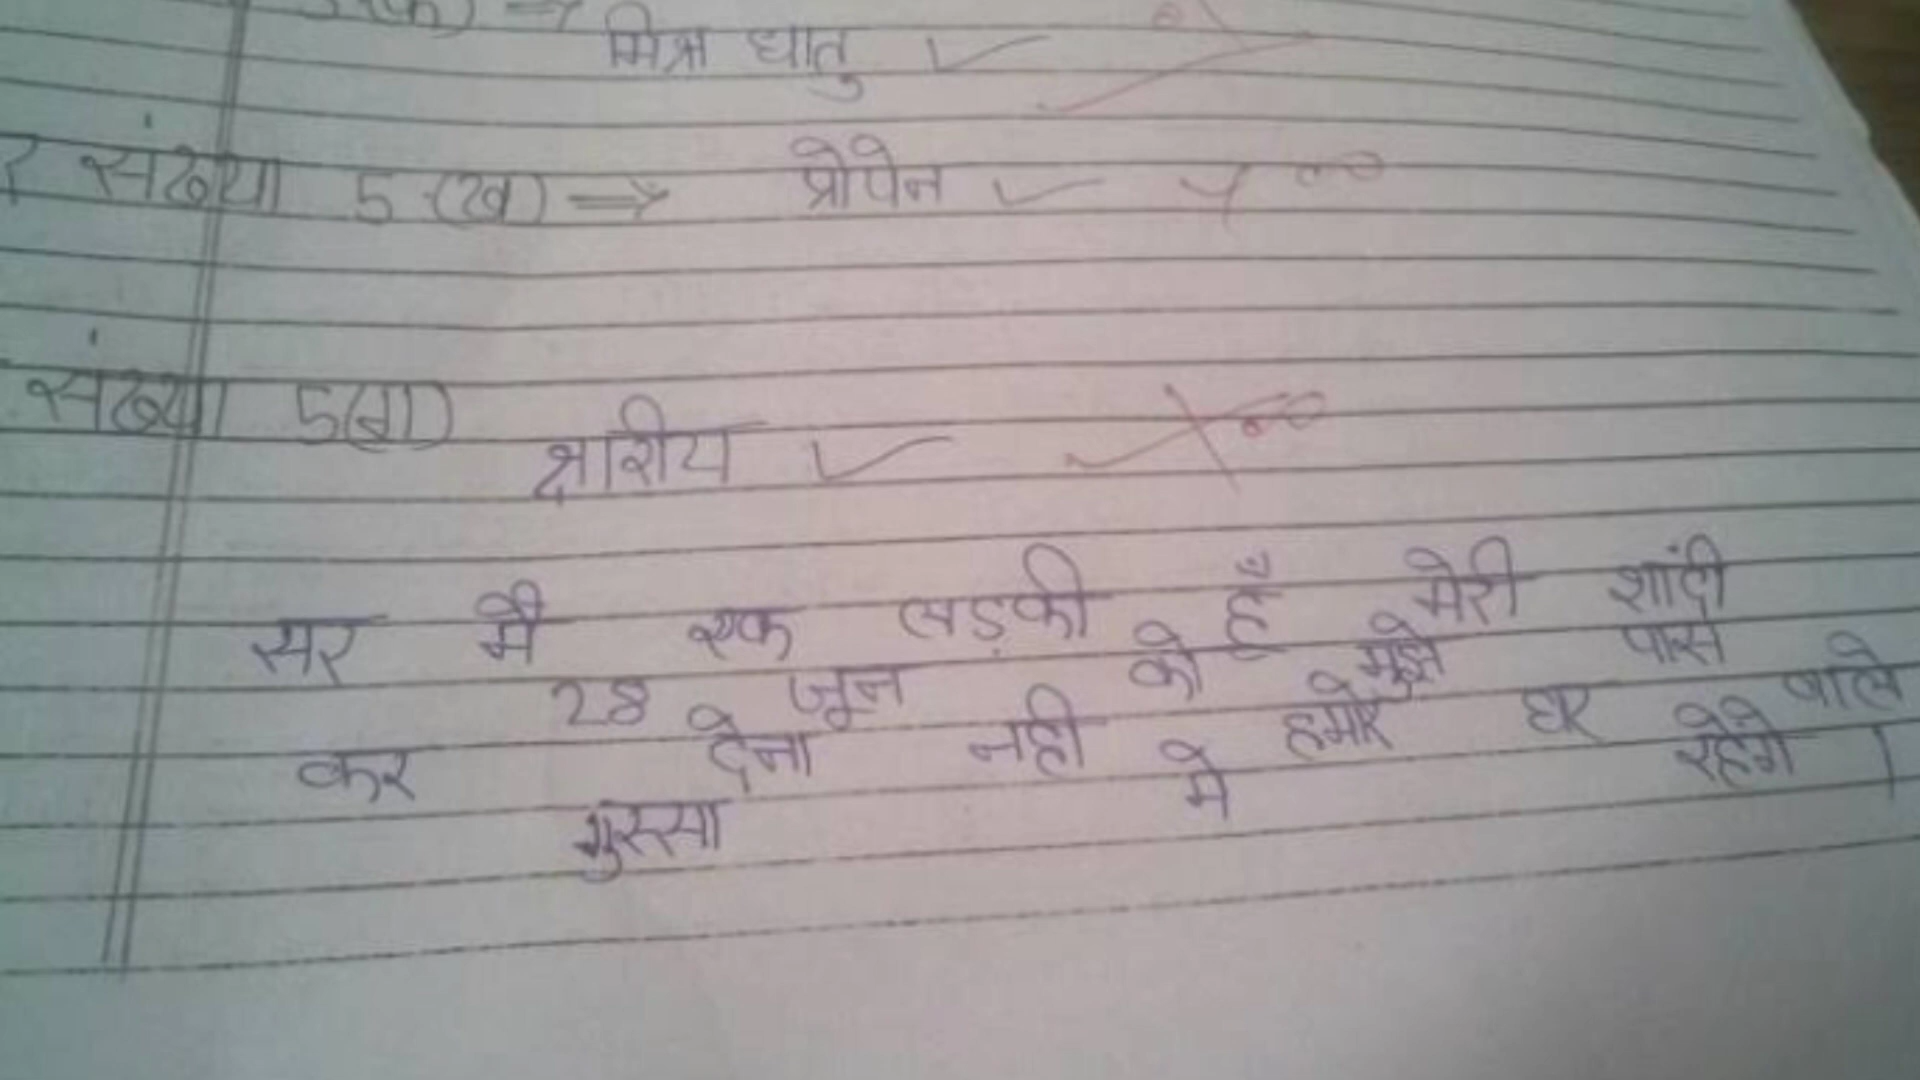 मिश्र धातु
संख्या 5 (ख) ⇒ प्रोपेन
संख्या 5(ग)
क्षारीय
सर मै एक लड़की हूँ मेरी शांदी
28 जून को है मुझे पास
कर देना नही मे हमारे घर वाले
गुस्सा मे रहेगे ।